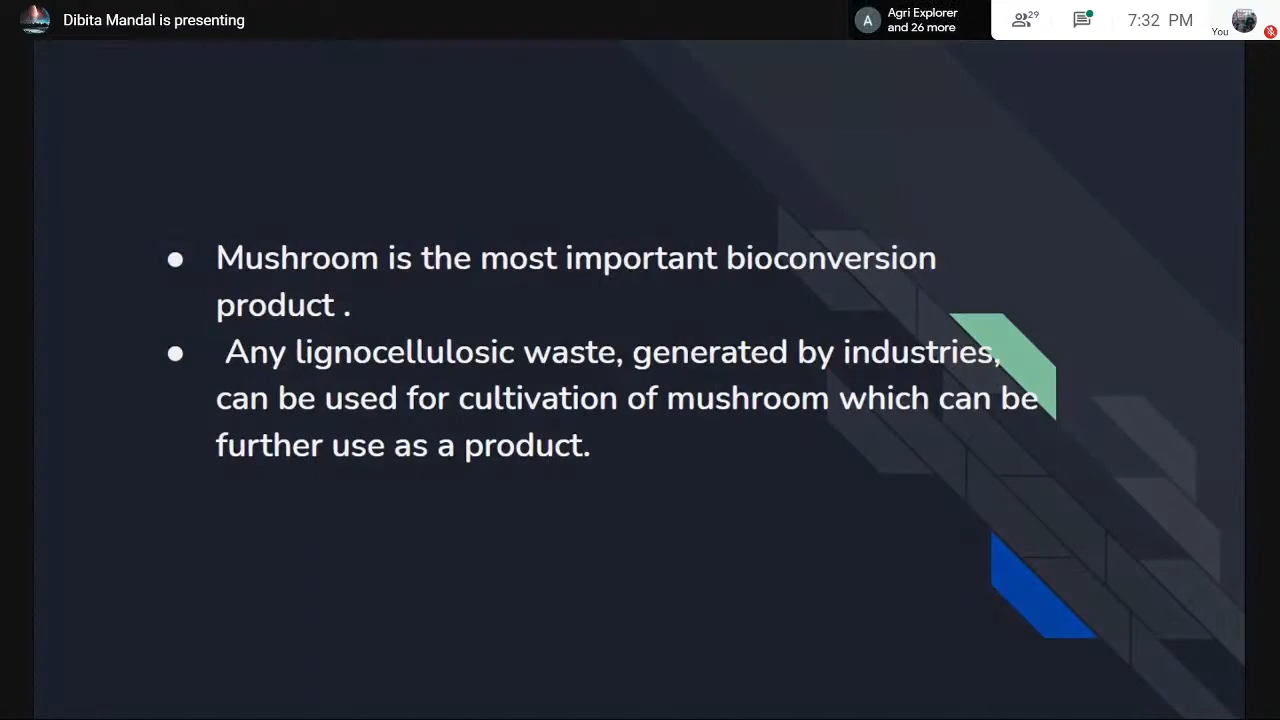 Dibita Mandal is presenting
A
Agri Explorer
and 26 more
29
7:32 PM
You
● Mushroom is the most important bioconversion
product .
● Any lignocellulosic waste, generated by industries,
can be used for cultivation of mushroom which can be
further use as a product.